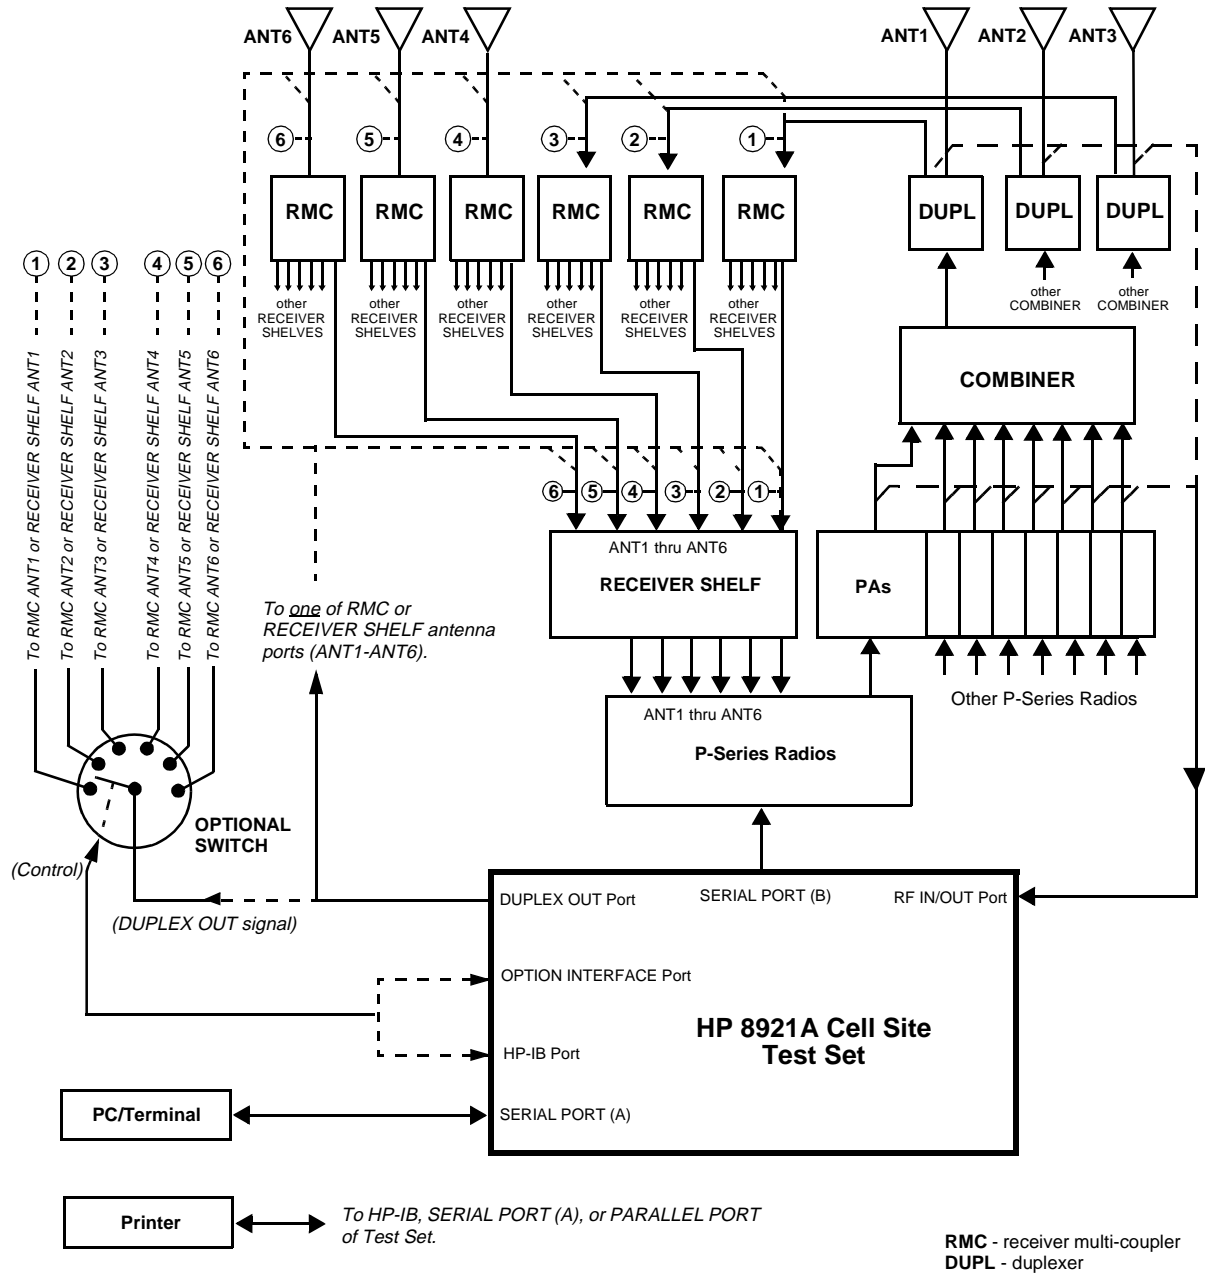 ANT6 ANT5 ANT4 ANT1 ANT2 ANT3
6 5 4 3 2 1
RMC RMC RMC RMC RMC RMC DUPL DUPL DUPL
1 2 3 4 5 6
other
RECEIVER
SHELVES
other
RECEIVER
SHELVES
other
RECEIVER
SHELVES
other
RECEIVER
SHELVES
other
RECEIVER
SHELVES
other
RECEIVER
SHELVES
other
COMBINER
other
COMBINER
COMBINER
To RMC ANT1 or RECEIVER SHELF ANT1
To RMC ANT2 or RECEIVER SHELF ANT2
To RMC ANT3 or RECEIVER SHELF ANT3
To RMC ANT4 or RECEIVER SHELF ANT4
To RMC ANT5 or RECEIVER SHELF ANT5
To RMC ANT6 or RECEIVER SHELF ANT6
6 5 4 3 2 1
ANT1 thru ANT6
RECEIVER SHELF
PAs
To one of RMC or
RECEIVER SHELF antenna
ports (ANT1-ANT6).
Other P-Series Radios
ANT1 thru ANT6
P-Series Radios
OPTIONAL
SWITCH
(Control)
(DUPLEX OUT signal)
DUPLEX OUT Port
SERIAL PORT (B)
RF IN/OUT Port
OPTION INTERFACE Port
HP 8921A Cell Site
Test Set
HP-IB Port
PC/Terminal
SERIAL PORT (A)
Printer
To HP-IB, SERIAL PORT (A), or PARALLEL PORT
of Test Set.
RMC - receiver multi-coupler
DUPL - duplexer